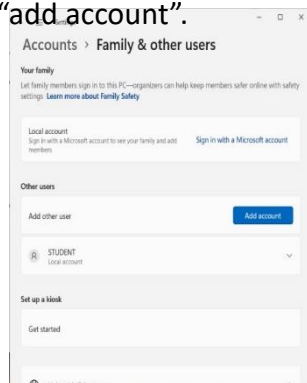 “add account”.
Accounts > Family & other users
Your family
Let family members sign in to this PC—organizers can help keep members safer online with safety
settings Learn more about Family Safety
Local account
Sign in with a Microsoft account to see your family and add
members
Sign in with a Microsoft account
Other users
Add other user
Add account
STUDENT
Local account
Set up a kiosk
Get started